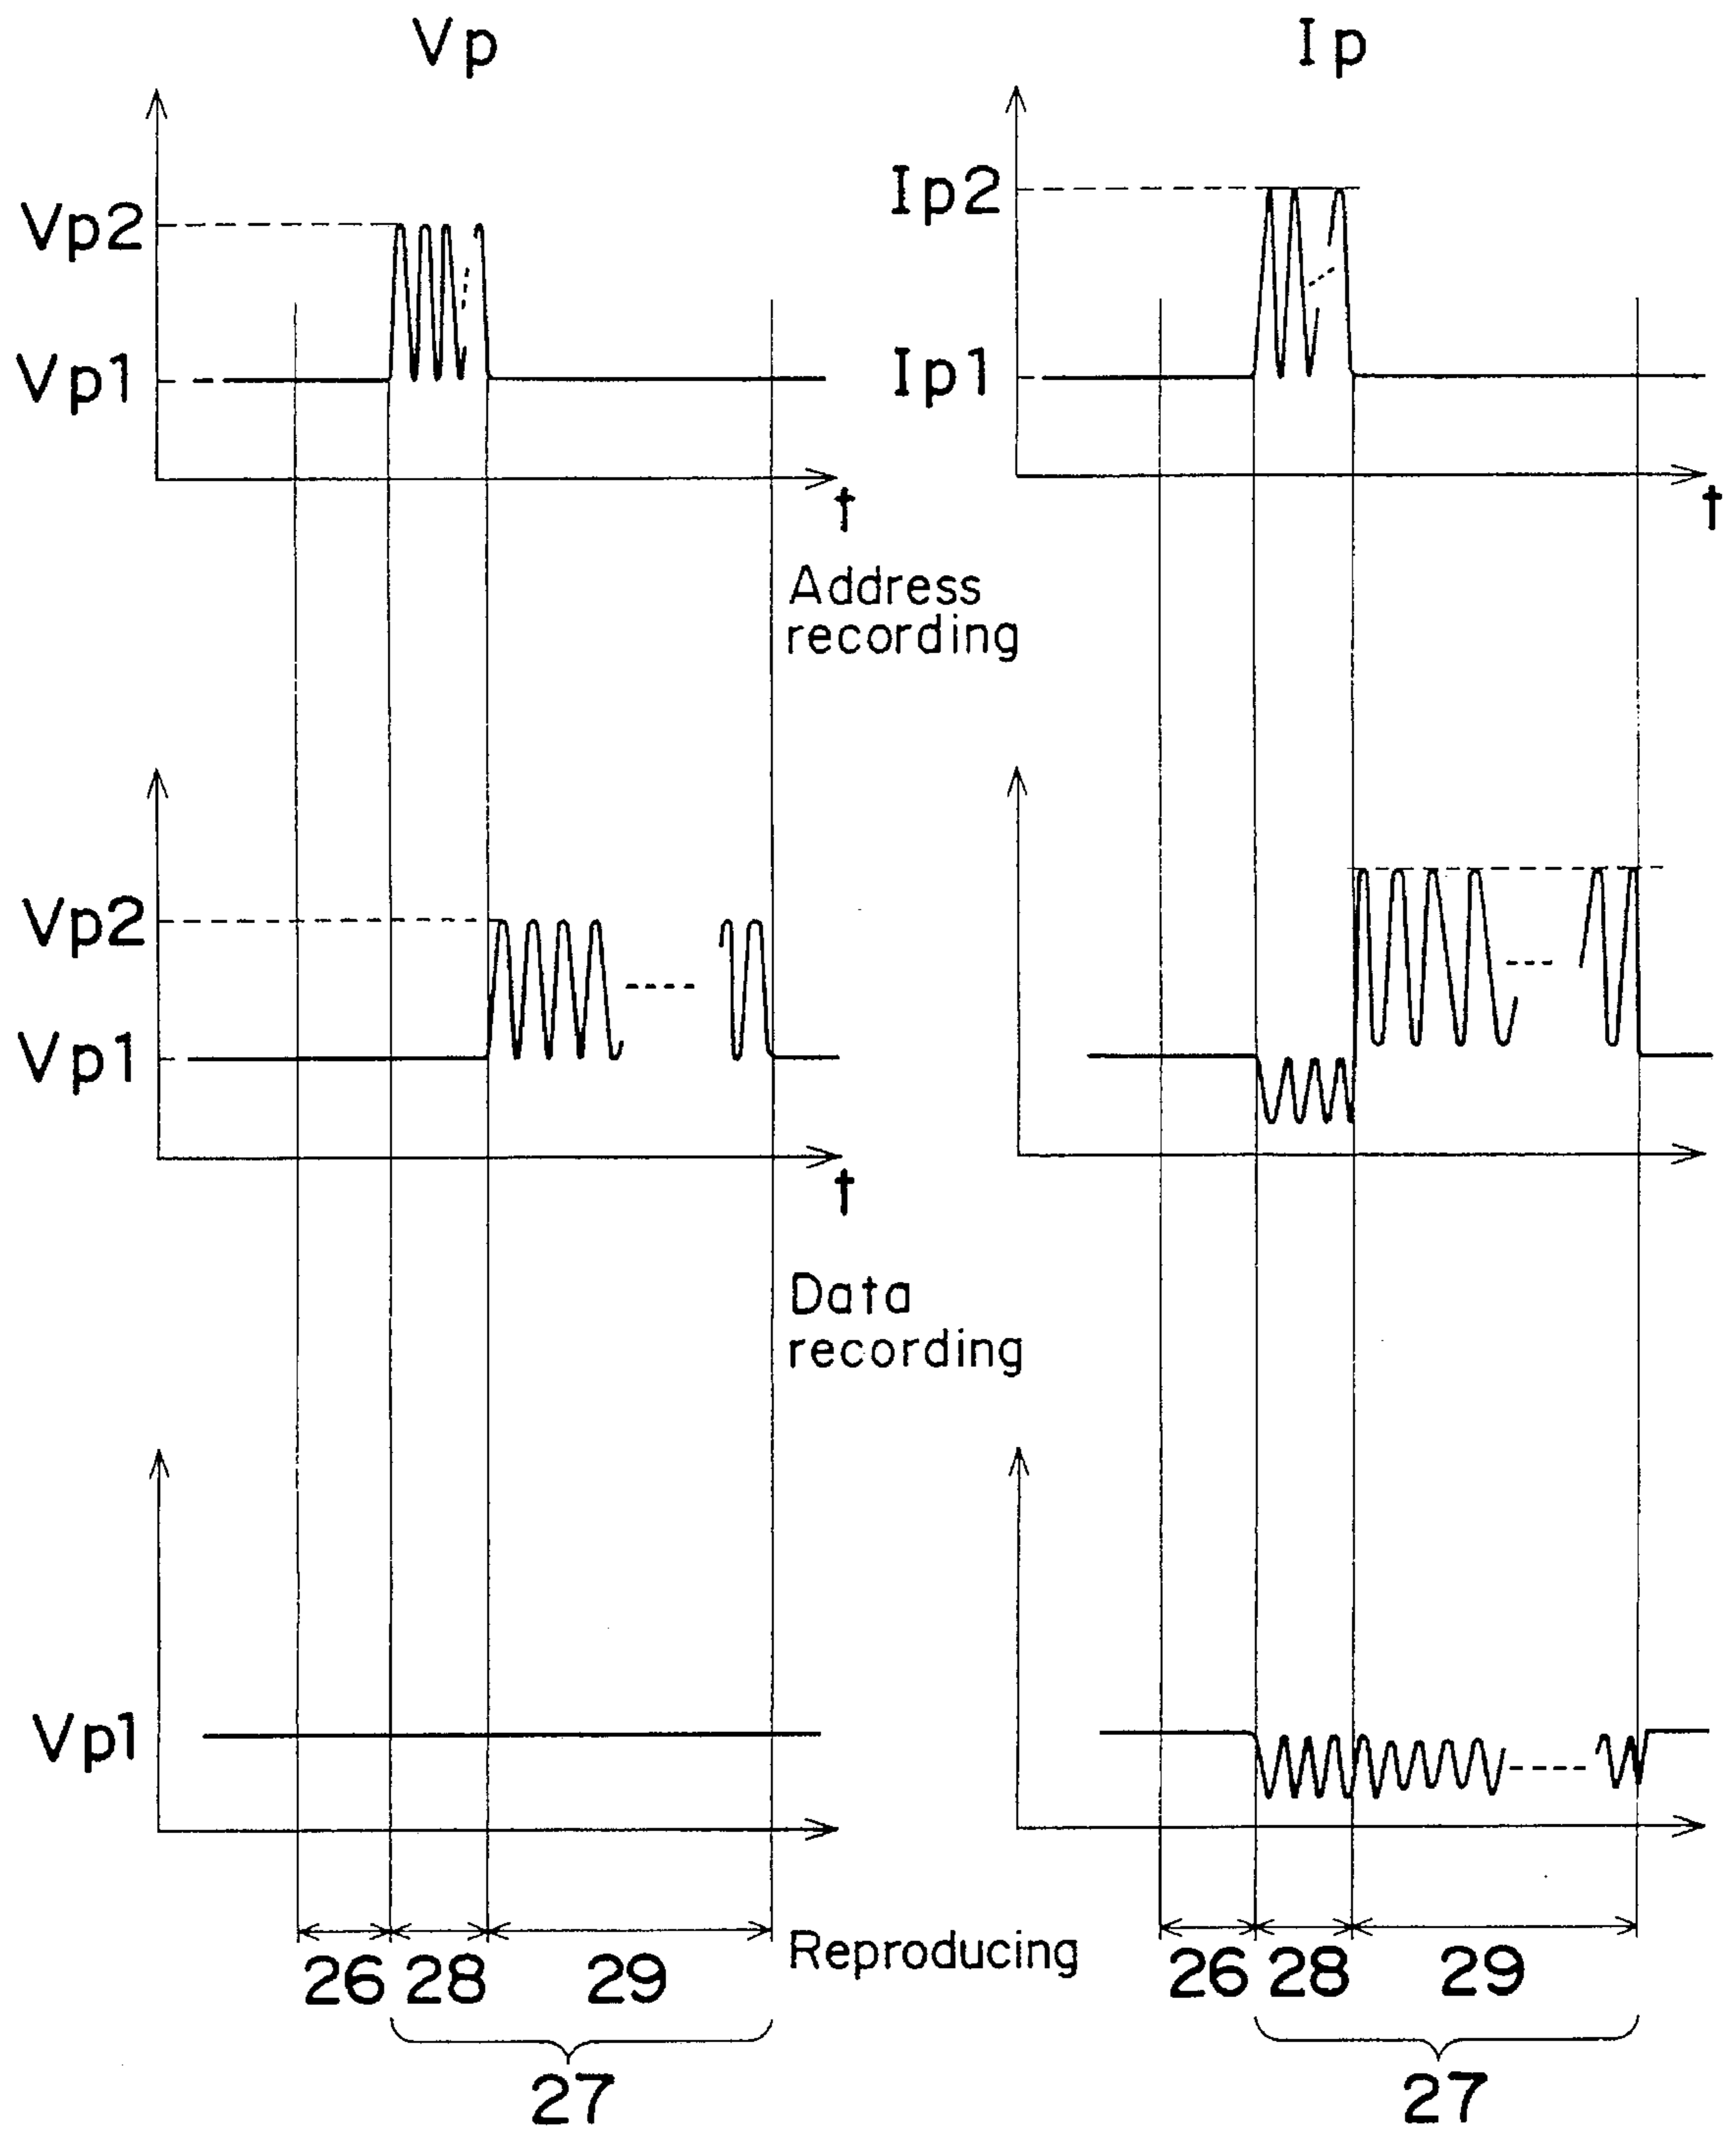 Vp
Ip
Vp2
Ip2
Vp1
Ip1
t
t
Address
recording
Vp2
Vp1
t
Data
recording
Vp1
Reproducing
26 28 29
26 28 29
27
27